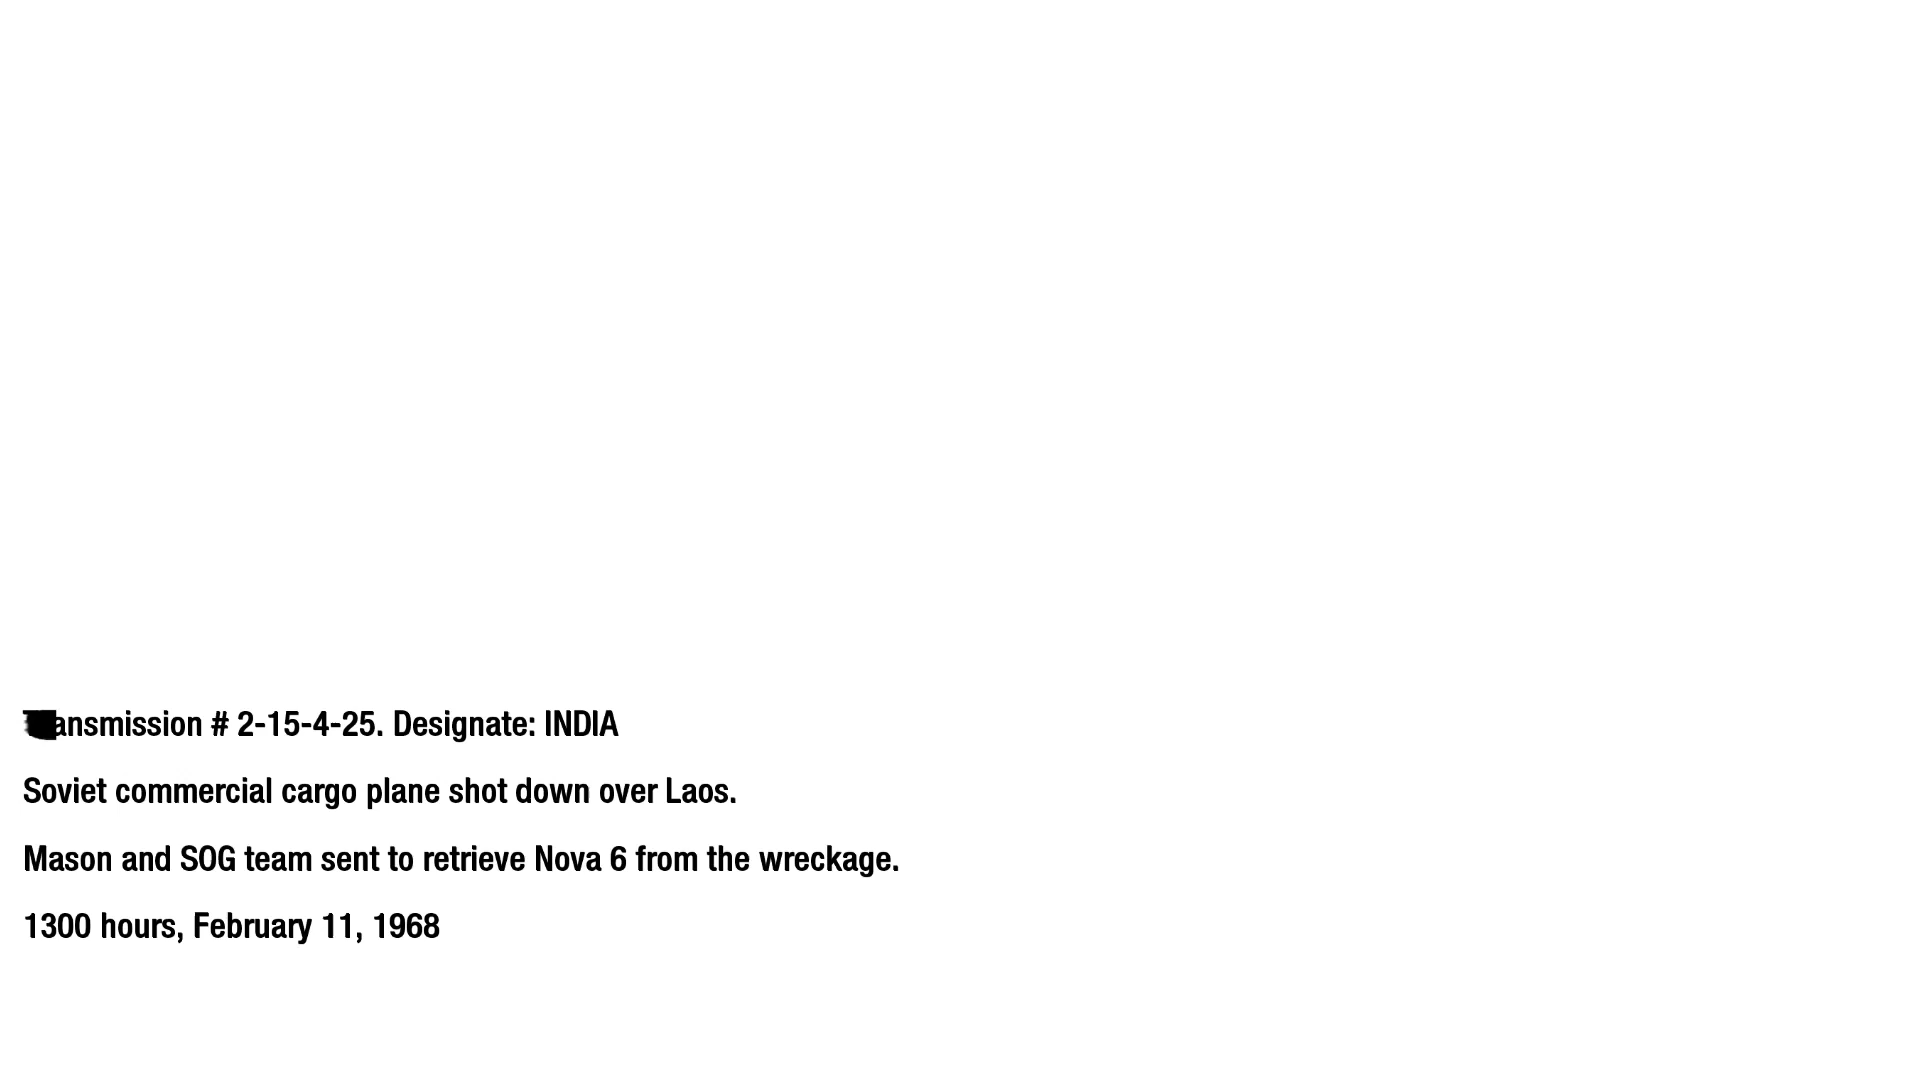 Transmission # 2-15-4-25. Designate: INDIA
Soviet commercial cargo plane shot down over Laos.
Mason and SOG team sent to retrieve Nova 6 from the wreckage.
1300 hours, February 11, 1968